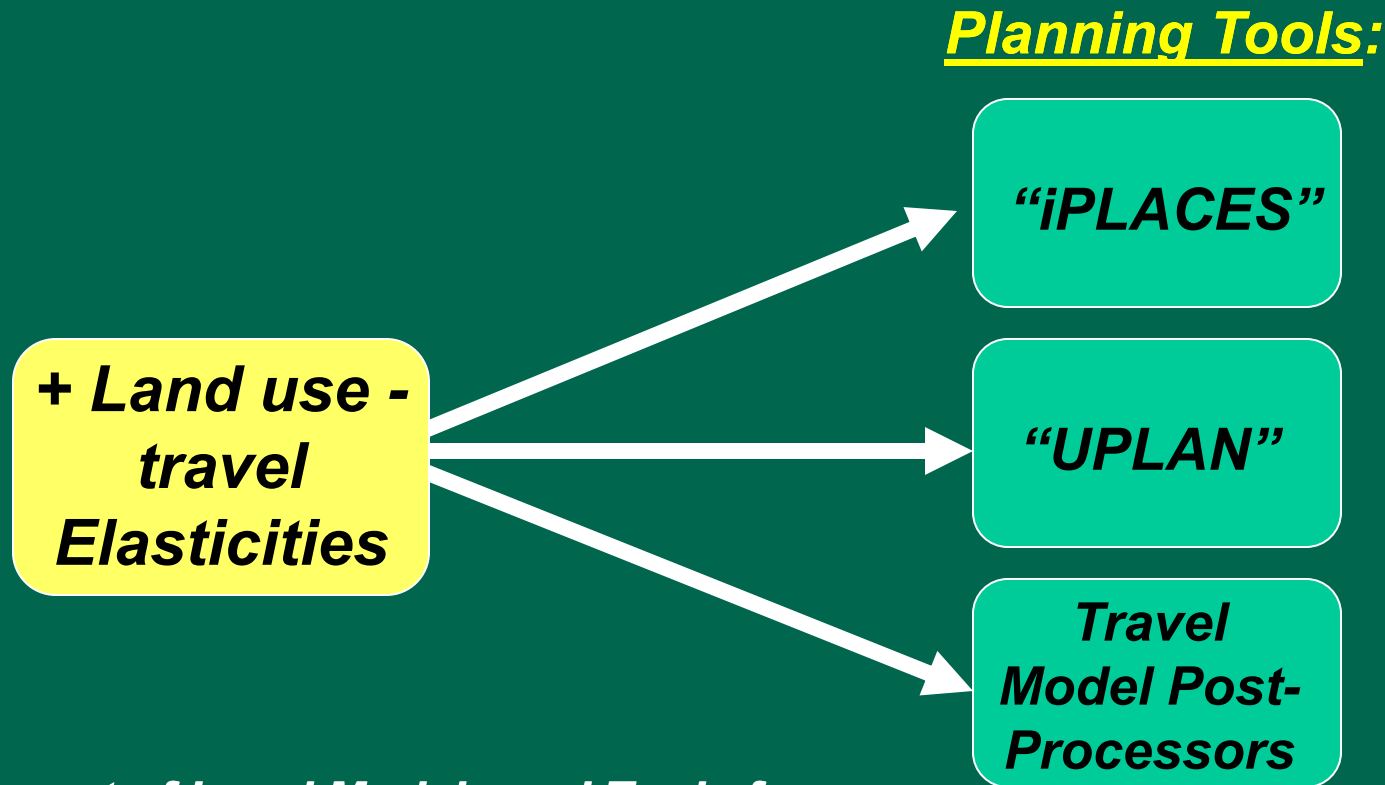 Planning Tools:
“iPLACES”
+ Land use -
travel
Elasticities
“UPLAN”
Travel
Model Post-
Processors